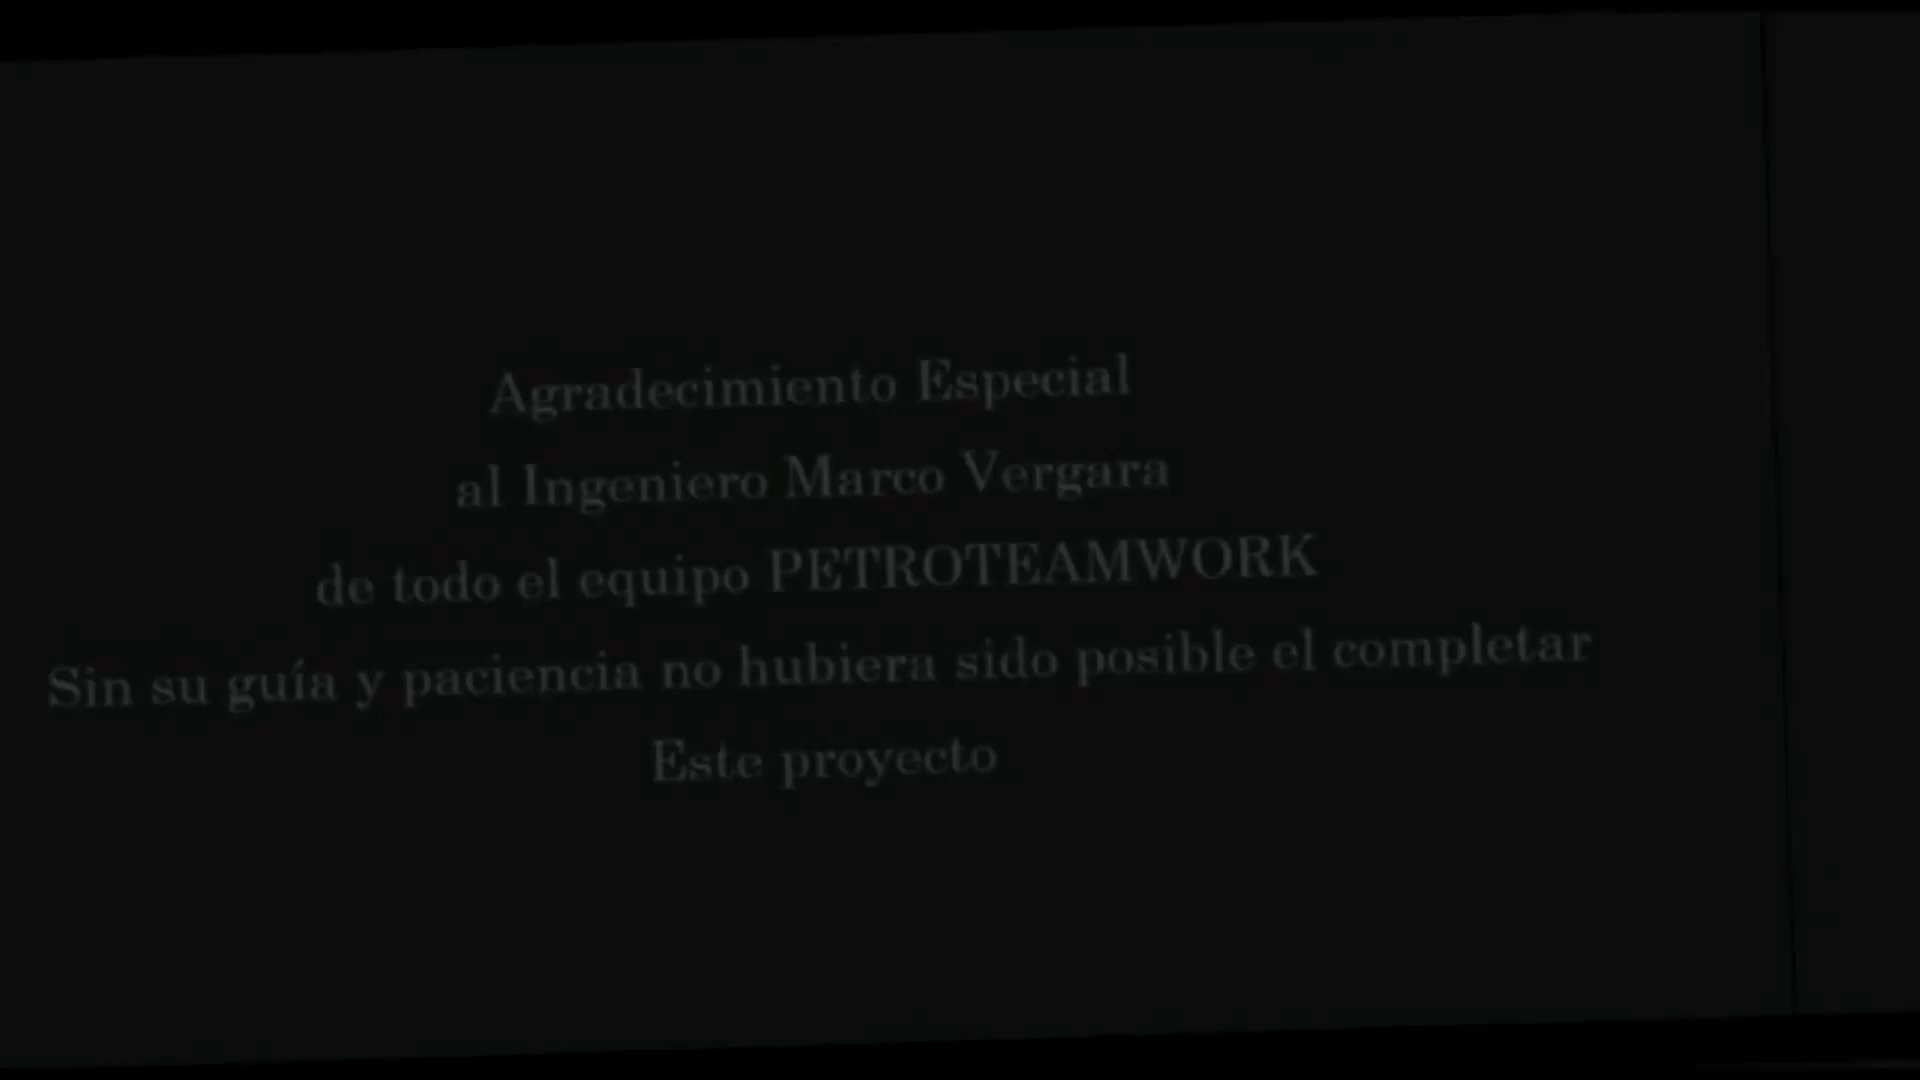 Agradecimiento Especial
al Ingeniero Marco Vergara
de todo el equipo PETROTEAMWORK
Sin su guía y paciencia no hubiera sido posible el completar
Este proyecto